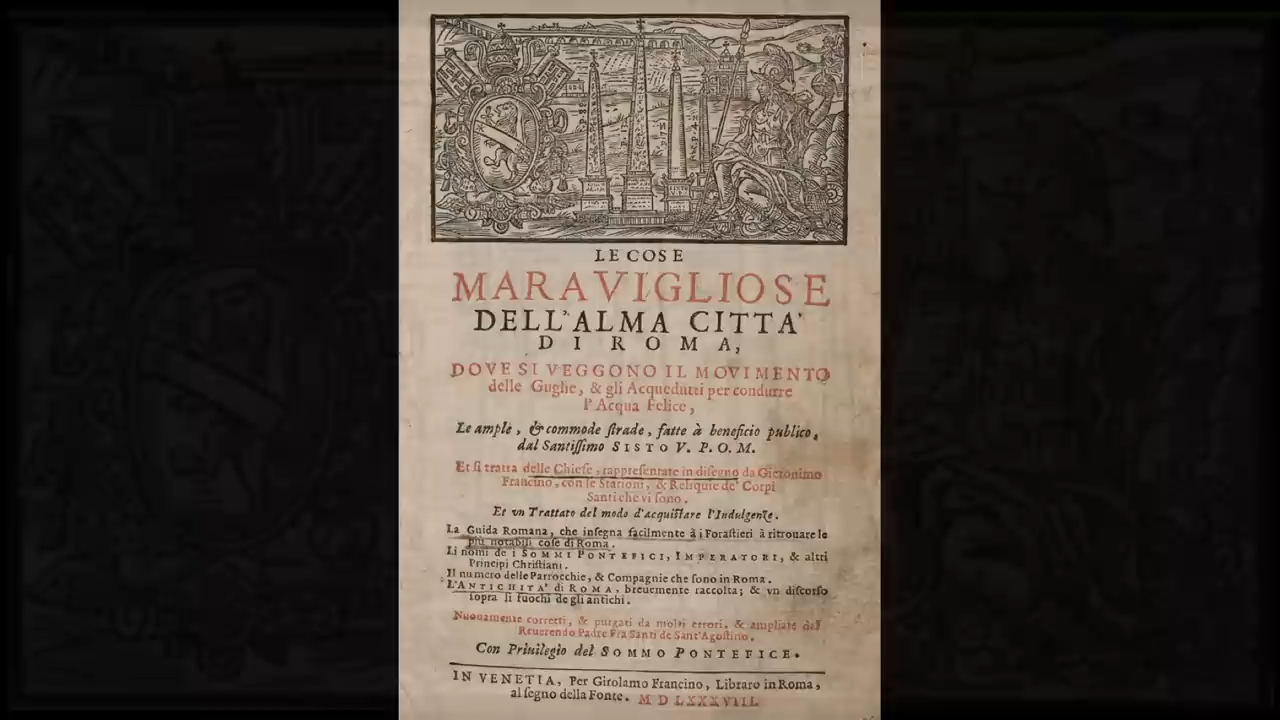 LE COSE
MARAVIGLIOSE
DELL'ALMA CITTA'
DI ROMA,
DOVE SI VEGGONO IL MOVIMENTO
delle Guglie, & gli Acquedutti per condurre
l'Acqua Felice,
Le ample, & commode ſtrade, fatte à beneficio publico,
dal Santiſſimo SISTO V. P. O. M.
Et ſi tratta delle Chieſe, rappreſentate in diſegno da Gieronimo
Francino, con le Stationi, & Reliquie de' Corpi
Santi che vi ſono.
Et vn Trattato del modo d'acquiſtare l'Indulgenze.
La Guida Romana, che inſegna facilmente à i Foraſtieri à ritrouare le
più notabili coſe di Roma.
Li nomi de i SOMMI PONTEFICI, IMPERATORI, & altri
Principi Chriſtiani.
Il numero delle Parrocchie, & Compagnie che ſono in Roma.
L'ANTICHITA' di ROMA, breuemente raccolta; & vn diſcorſo
ſopra li fuochi de gli antichi.
Nuouamente corretti, & purgati da molti errori, & ampliate dal
Reuerendo Padre Fra Santi de Sant'Agoſtino.
Con Priuilegio del SOMMO PONTEFICE.
IN VENETIA, Per Girolamo Francino, Libraro in Roma,
al ſegno della Fonte. M D LXXXVIII.